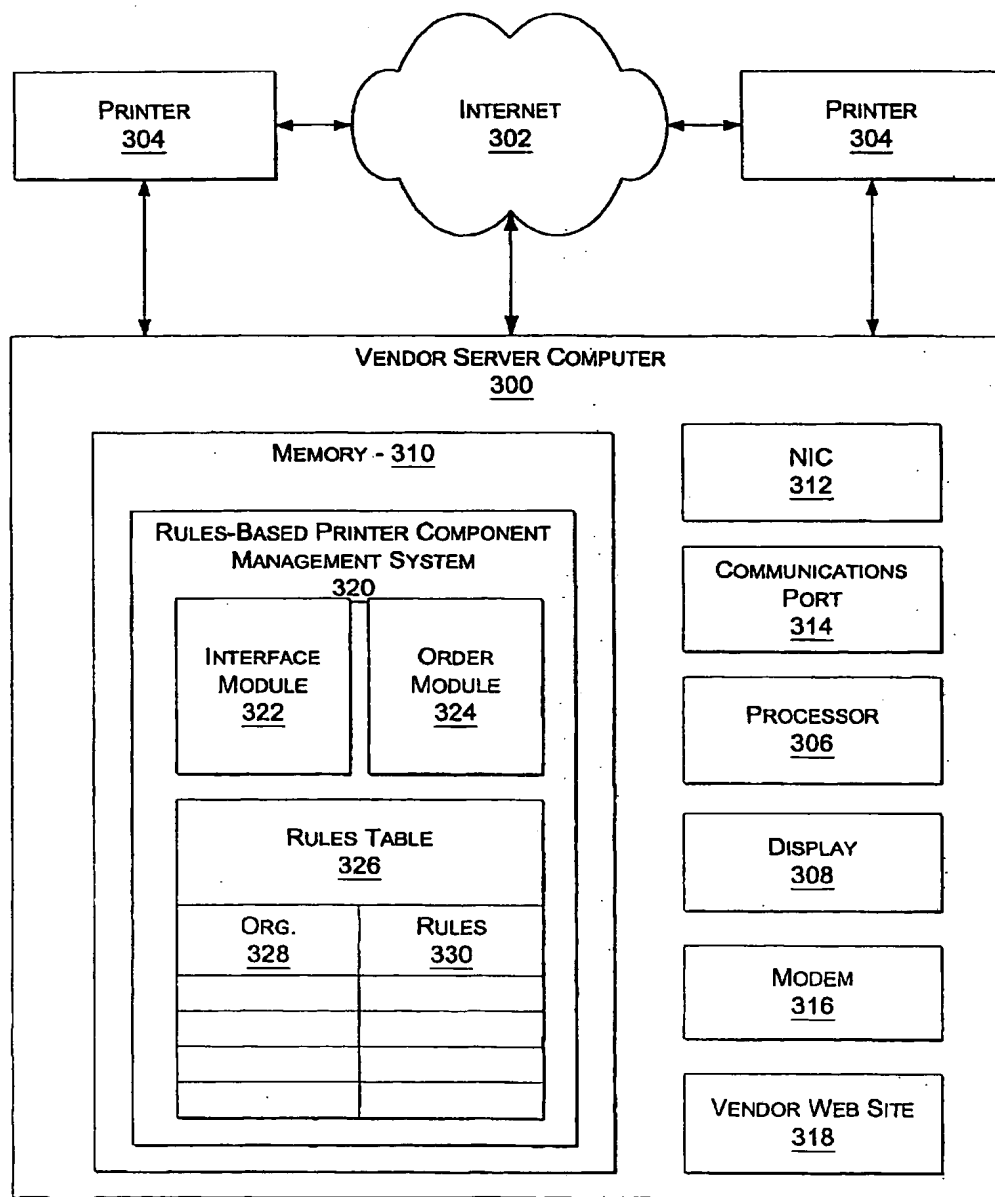 PRINTER
304
INTERNET
302
PRINTER
304
VENDOR SERVER COMPUTER
300
MEMORY - 310
RULES-BASED PRINTER COMPONENT
MANAGEMENT SYSTEM
320
INTERFACE
MODULE
322
ORDER
MODULE
324
RULES TABLE
326
ORG.
328
RULES
330
NIC
312
COMMUNICATIONS
PORT
314
PROCESSOR
306
DISPLAY
308
MODEM
316
VENDOR WEB SITE
318